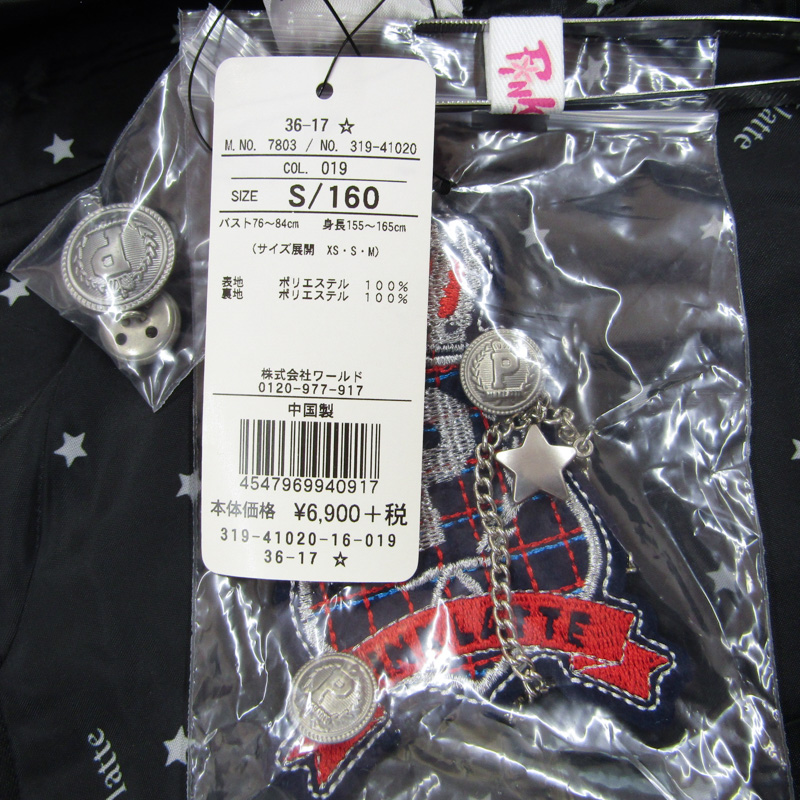 PINK
36-17 ☆
M.NO. 7803 / NO. 319-41020
COL. 019
SIZE S/160
バスト76~84cm 身長155~165cm
(サイズ展開 XS・S・M)
表地 ポリエステル 100%
裏地 ポリエステル 100%
株式会社ワールド
0120-977-917
中国製
4547969940917
本体価格 ¥6,900+税
319-41020-16-019
36-17 ☆
P
P
P
LATTE
latte
latte